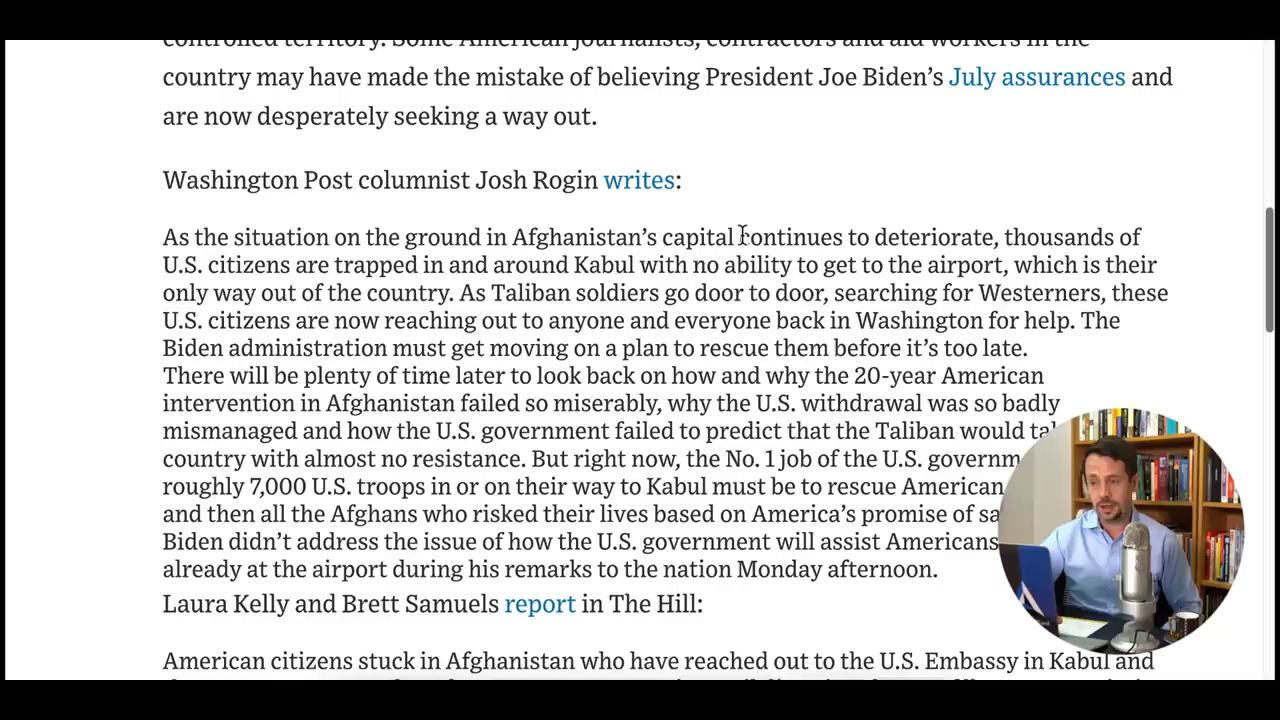 controlled territory. Some American journalists, contractors and aid workers in the
country may have made the mistake of believing President Joe Biden’s July assurances and
are now desperately seeking a way out.
Washington Post columnist Josh Rogin writes:
As the situation on the ground in Afghanistan’s capital continues to deteriorate, thousands of
U.S. citizens are trapped in and around Kabul with no ability to get to the airport, which is their
only way out of the country. As Taliban soldiers go door to door, searching for Westerners, these
U.S. citizens are now reaching out to anyone and everyone back in Washington for help. The
Biden administration must get moving on a plan to rescue them before it’s too late.
There will be plenty of time later to look back on how and why the 20-year American
intervention in Afghanistan failed so miserably, why the U.S. withdrawal was so badly
mismanaged and how the U.S. government failed to predict that the Taliban would
country with almost no resistance. But right now, the No. 1 job of the U.S.
roughly 7,000 U.S. troops in or on their way to Kabul must be to rescue American
and then all the Afghans who risked their lives based on America’s promise of
Biden didn’t address the issue of how the U.S. government will assist Americans
already at the airport during his remarks to the nation Monday afternoon.
Laura Kelly and Brett Samuels report in The Hill:
American citizens stuck in Afghanistan who have reached out to the U.S. Embassy in Kabul and